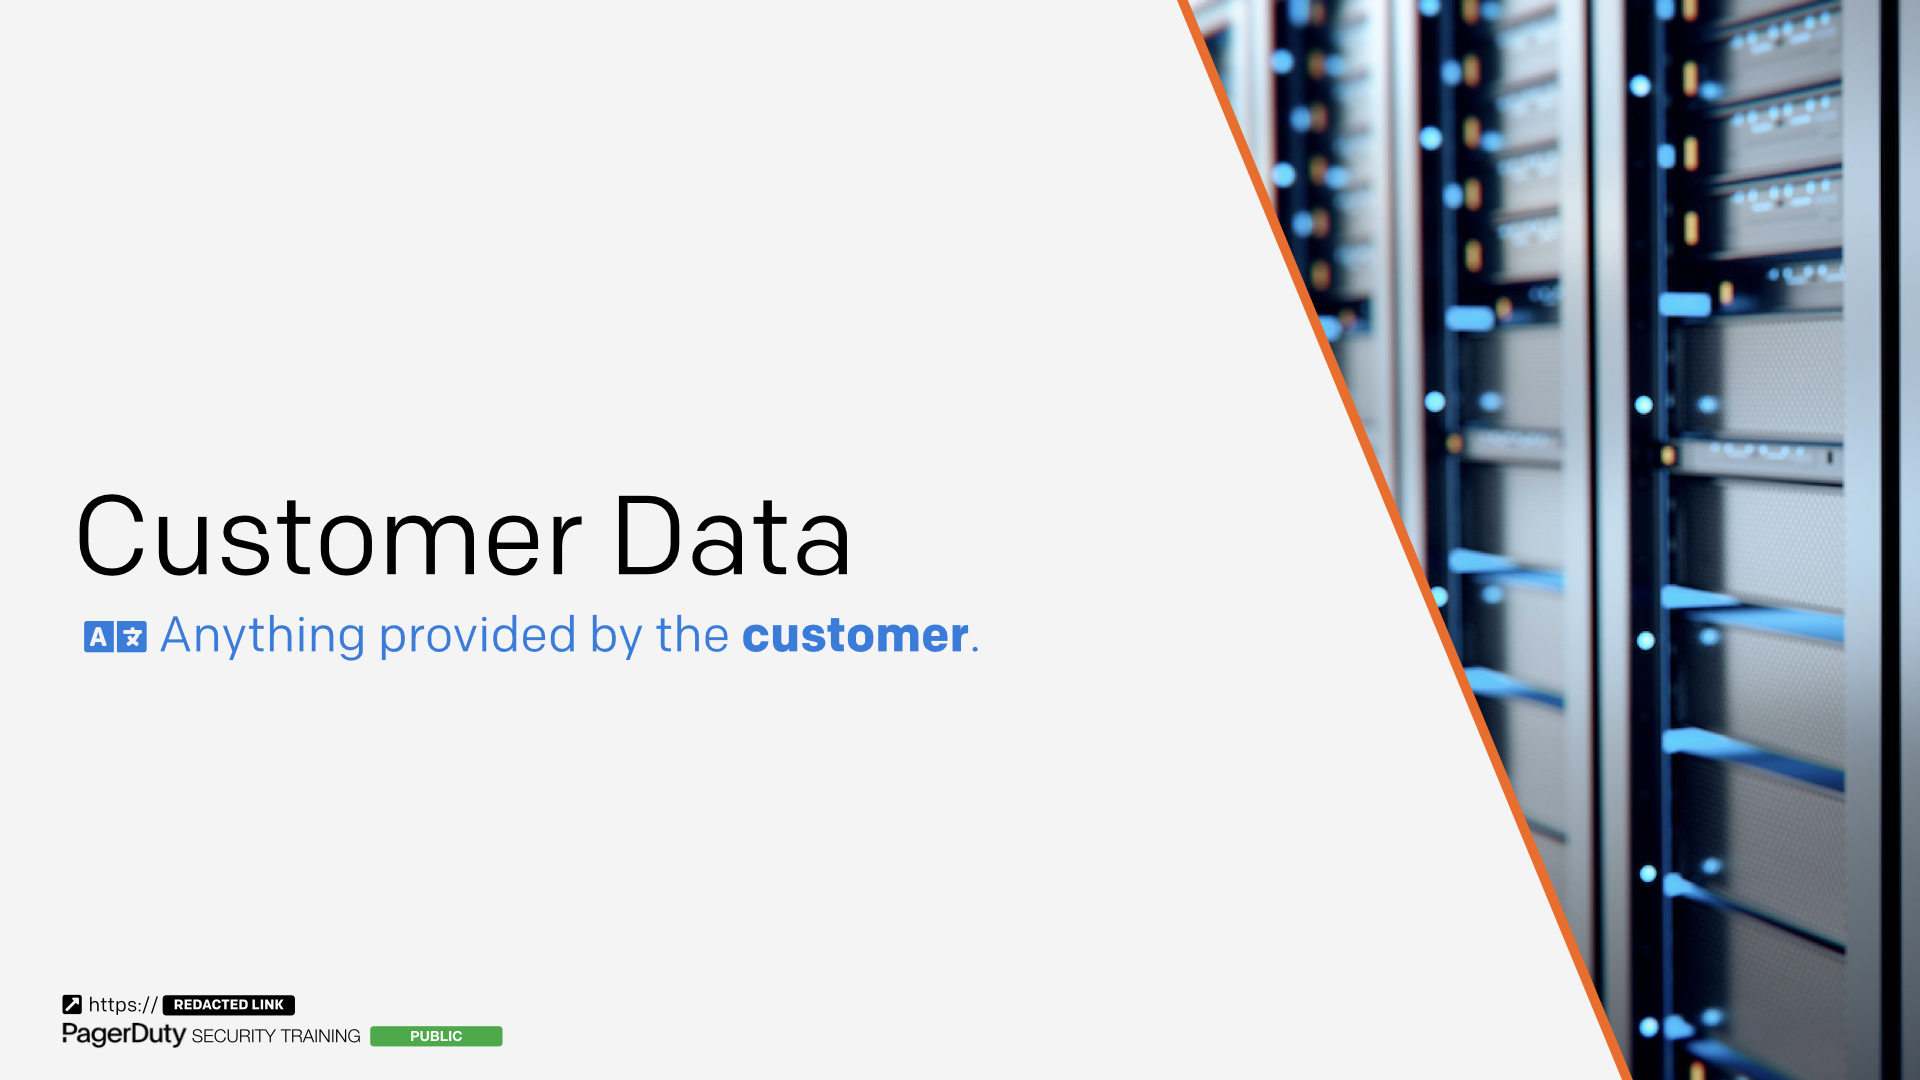 Customer Data
A 文 Anything provided by the customer.
https:// REDACTED LINK
PagerDuty SECURITY TRAINING PUBLIC